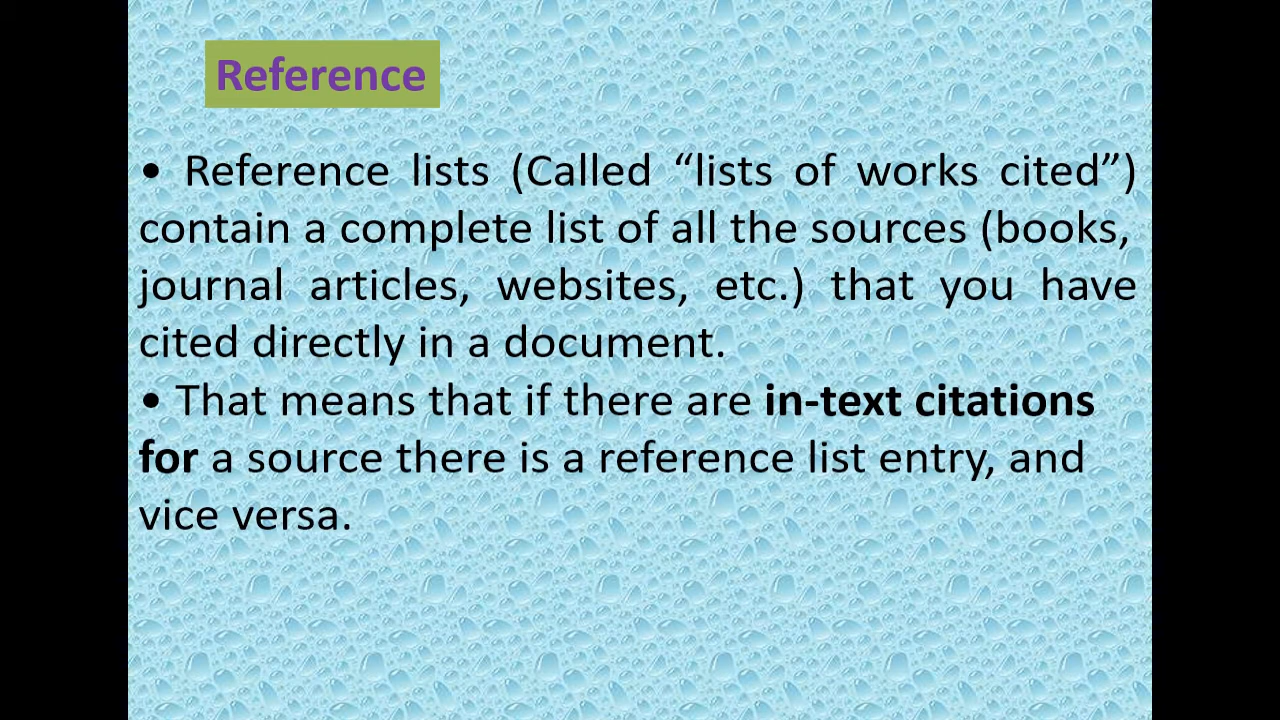 Reference
• Reference lists (Called “lists of works cited”)
contain a complete list of all the sources (books,
journal articles, websites, etc.) that you have
cited directly in a document.
• That means that if there are in-text citations
for a source there is a reference list entry, and
vice versa.